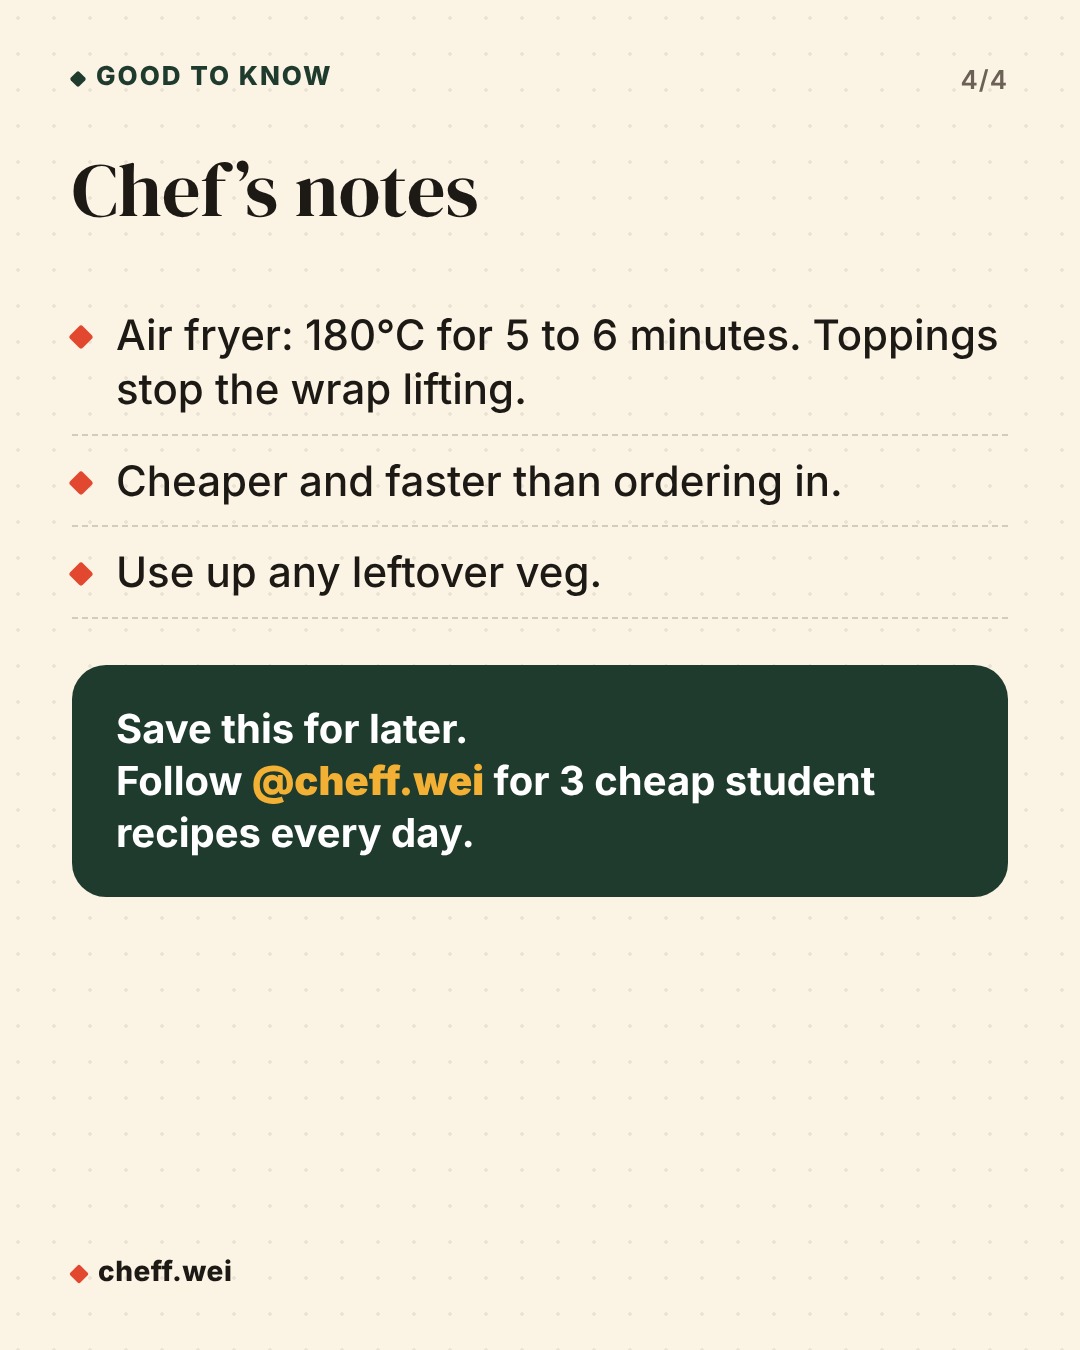 GOOD TO KNOW
4/4
Chef’s notes
Air fryer: 180°C for 5 to 6 minutes. Toppings
stop the wrap lifting.
Cheaper and faster than ordering in.
Use up any leftover veg.
Save this for later.
Follow @cheff.wei for 3 cheap student
recipes every day.
cheff.wei